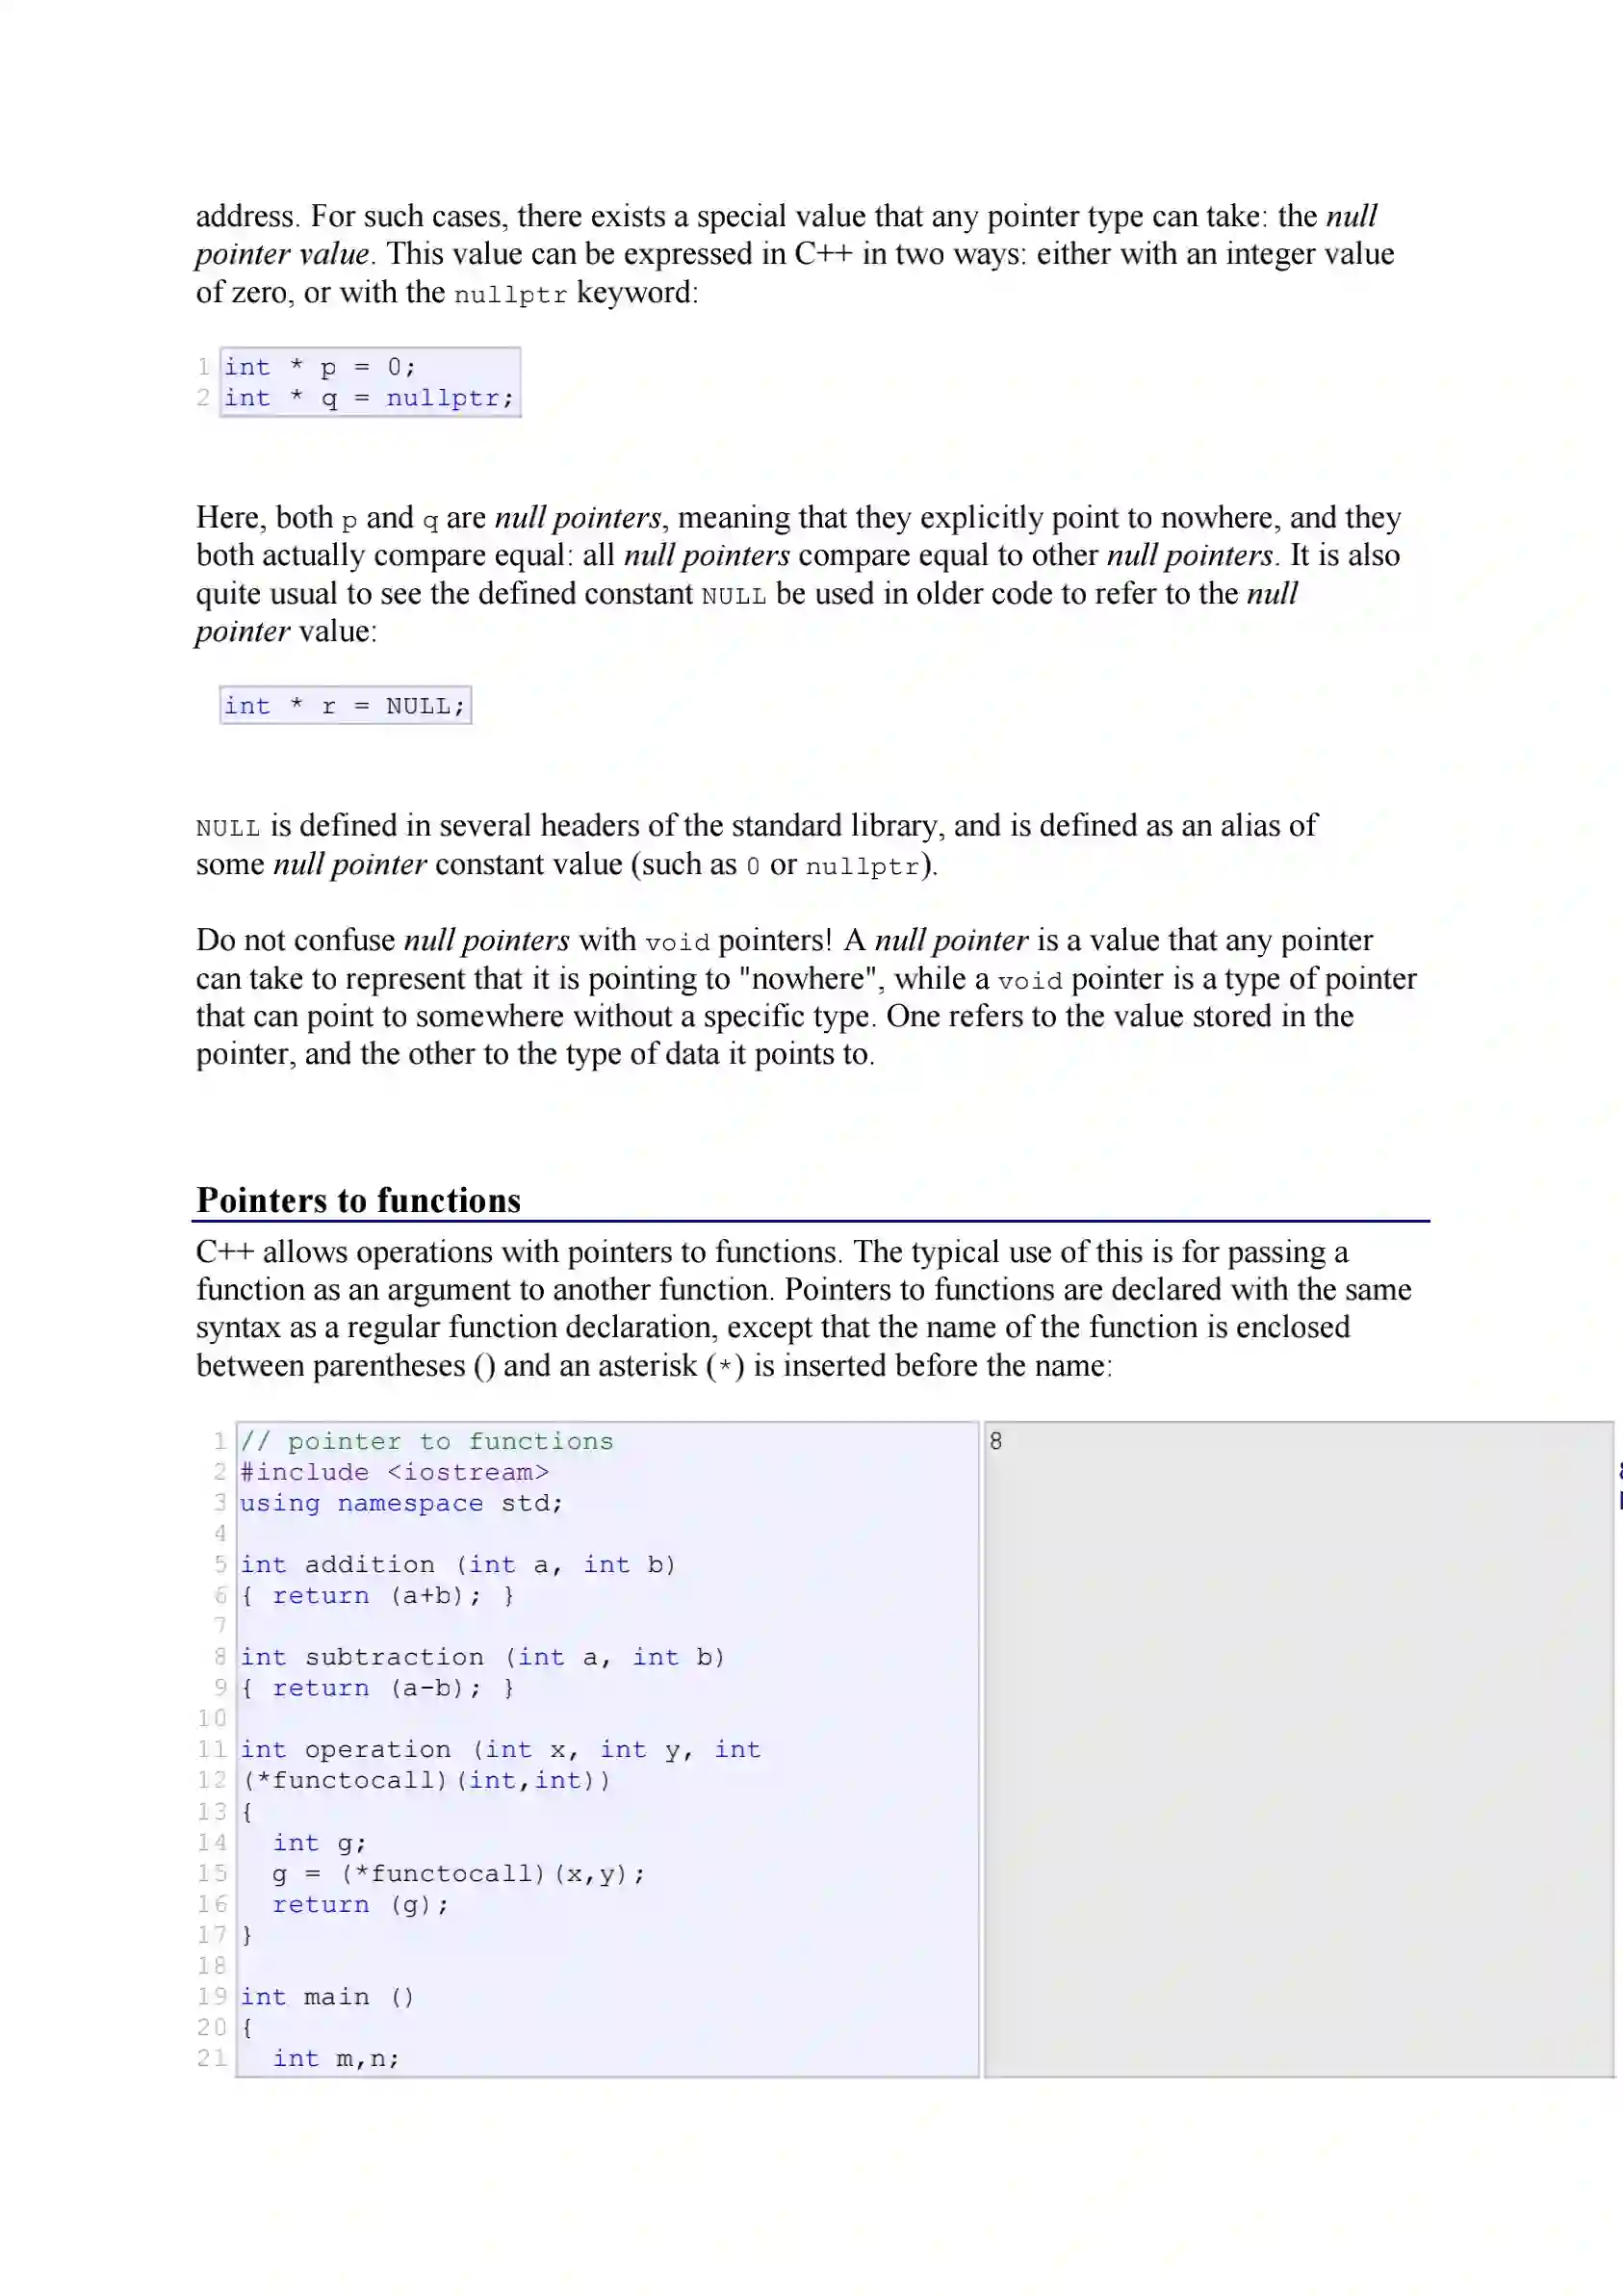 address. For such cases, there exists a special value that any pointer type can take: the null
pointer value. This value can be expressed in C++ in two ways: either with an integer value
of zero, or with the nullptr keyword:
1 int * p = 0;
2 int * q = nullptr;
Here, both p and q are null pointers, meaning that they explicitly point to nowhere, and they
both actually compare equal: all null pointers compare equal to other null pointers. It is also
quite usual to see the defined constant NULL be used in older code to refer to the null
pointer value:
int * r = NULL;
NULL is defined in several headers of the standard library, and is defined as an alias of
some null pointer constant value (such as 0 or nullptr).
Do not confuse null pointers with void pointers! A null pointer is a value that any pointer
can take to represent that it is pointing to "nowhere", while a void pointer is a type of pointer
that can point to somewhere without a specific type. One refers to the value stored in the
pointer, and the other to the type of data it points to.
Pointers to functions
C++ allows operations with pointers to functions. The typical use of this is for passing a
function as an argument to another function. Pointers to functions are declared with the same
syntax as a regular function declaration, except that the name of the function is enclosed
between parentheses () and an asterisk (*) is inserted before the name:
1 // pointer to functions
2 #include <iostream>
3 using namespace std;
4
5 int addition (int a, int b)
6 { return (a+b); }
7
8 int subtraction (int a, int b)
9 { return (a-b); }
10
11 int operation (int x, int y, int
12 (*functocall)(int,int))
13 {
14   int g;
15   g = (*functocall)(x,y);
16   return (g);
17 }
18
19 int main ()
20 {
21   int m,n;
8